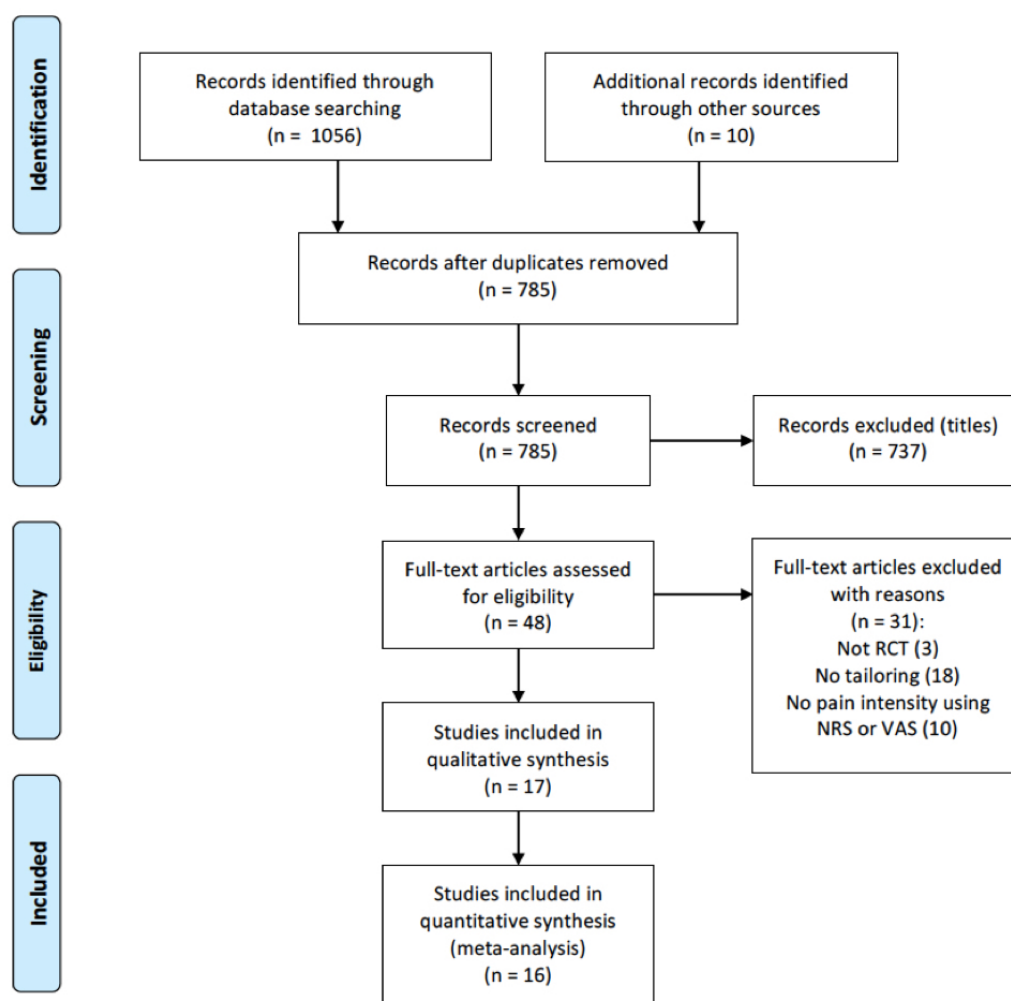 Identification
Records identified through
database searching
(n = 1056)
Additional records identified
through other sources
(n = 10)
Records after duplicates removed
(n = 785)
Screening
Records screened
(n = 785)
Records excluded (titles)
(n = 737)
Eligibility
Full-text articles assessed
for eligibility
(n = 48)
Full-text articles excluded
with reasons
(n = 31):
Not RCT (3)
No tailoring (18)
No pain intensity using
NRS or VAS (10)
Studies included in
qualitative synthesis
(n = 17)
Included
Studies included in
quantitative synthesis
(meta-analysis)
(n = 16)